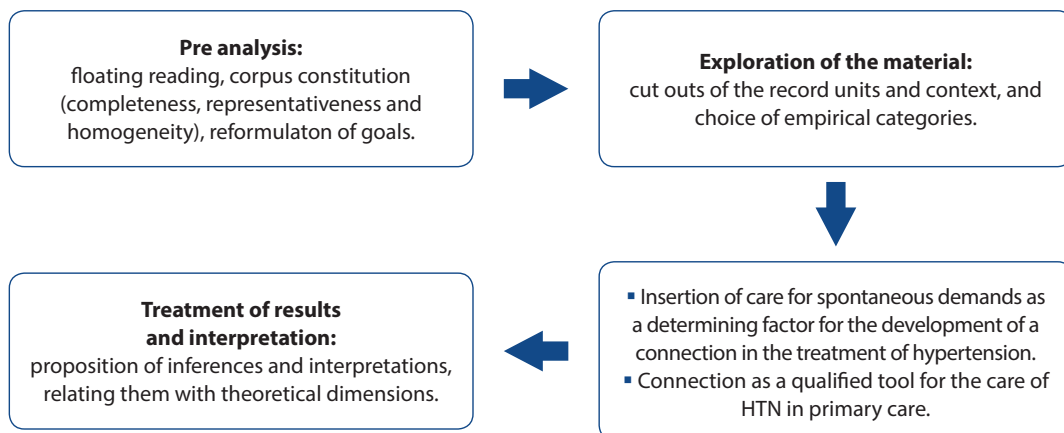 Pre analysis:
floating reading, corpus constitution
(completeness, representativeness and
homogeneity), reformulaton of goals.
Exploration of the material:
cut outs of the record units and context, and
choice of empirical categories.
▪ Insertion of care for spontaneous demands as
a determining factor for the development of a
connection in the treatment of hypertension.
▪ Connection as a qualified tool for the care of
HTN in primary care.
Treatment of results
and interpretation:
proposition of inferences and interpretations,
relating them with theoretical dimensions.